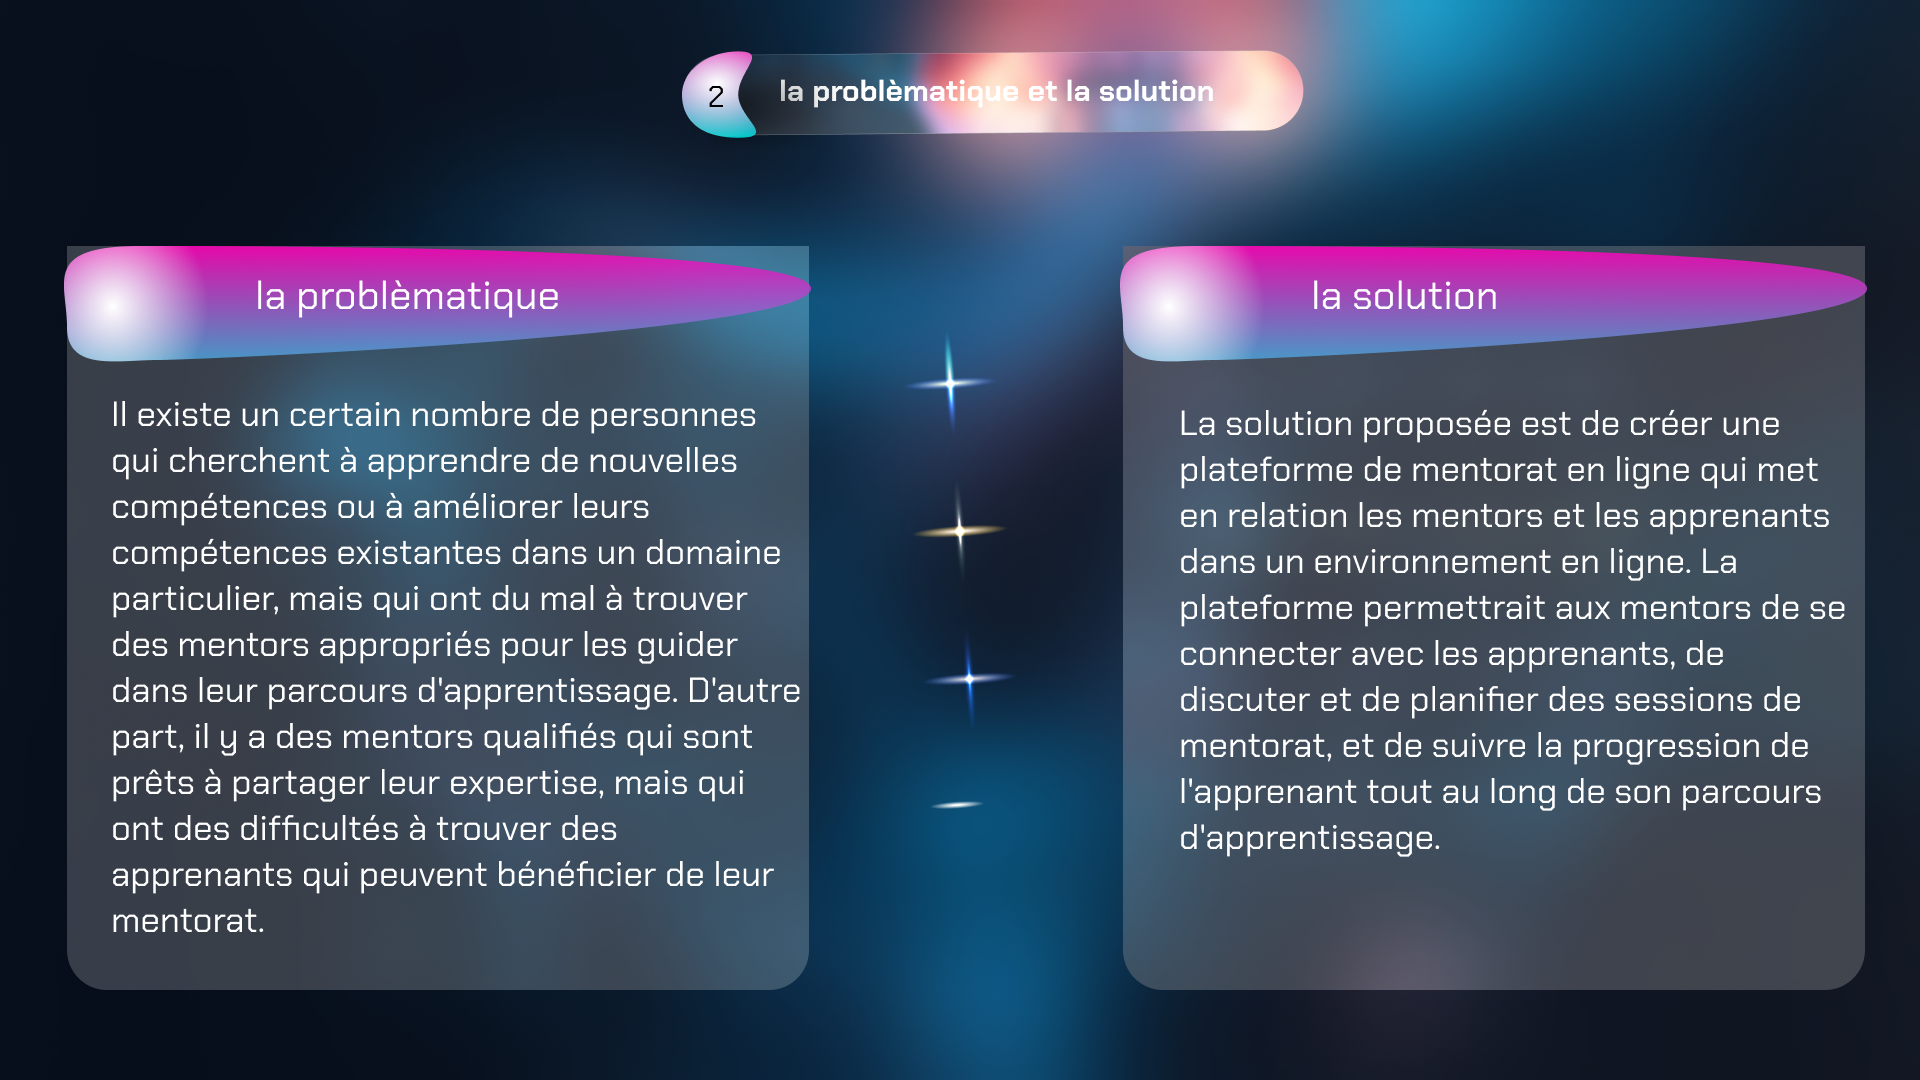 2
la problèmatique et la solution
la problèmatique
Il existe un certain nombre de personnes
qui cherchent à apprendre de nouvelles
compétences ou à améliorer leurs
compétences existantes dans un domaine
particulier, mais qui ont du mal à trouver
des mentors appropriés pour les guider
dans leur parcours d'apprentissage. D'autre
part, il y a des mentors qualifiés qui sont
prêts à partager leur expertise, mais qui
ont des difficultés à trouver des
apprenants qui peuvent bénéficier de leur
mentorat.
la solution
La solution proposée est de créer une
plateforme de mentorat en ligne qui met
en relation les mentors et les apprenants
dans un environnement en ligne. La
plateforme permettrait aux mentors de se
connecter avec les apprenants, de
discuter et de planifier des sessions de
mentorat, et de suivre la progression de
l'apprenant tout au long de son parcours
d'apprentissage.